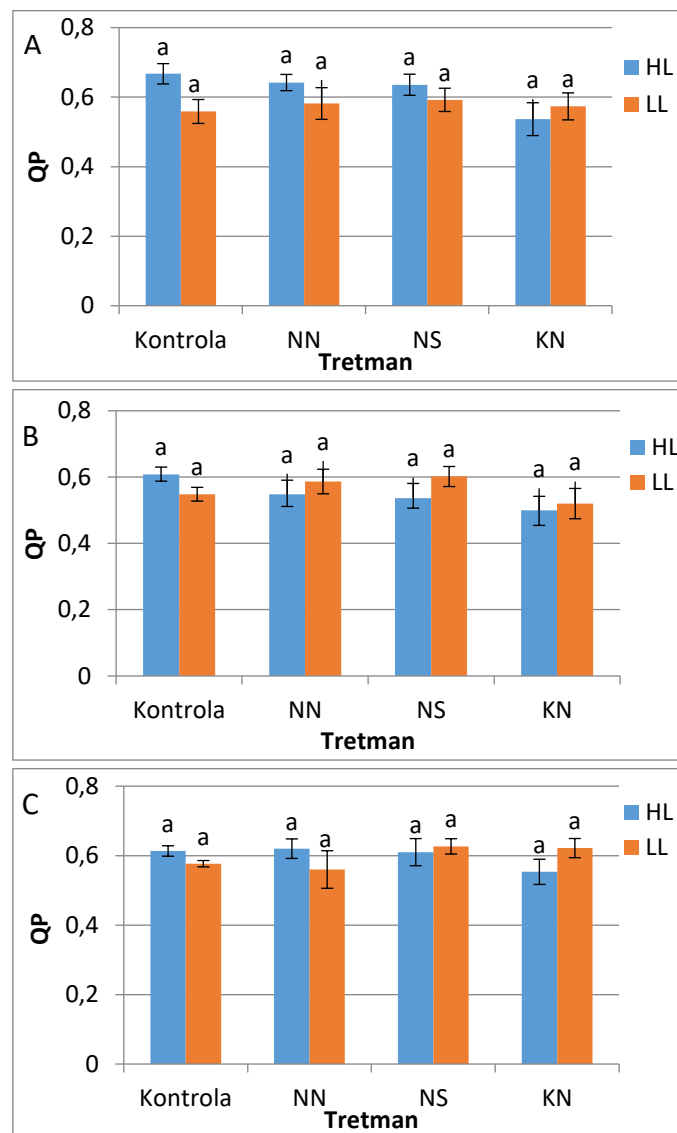 A
0,8
0,6
0,4
0,2
0
QP
a a a a a a a a
HL
LL
Kontrola NN NS KN
Tretman
B
0,8
0,6
0,4
0,2
0
QP
a a a a a a a a
HL
LL
Kontrola NN NS KN
Tretman
C
0,8
0,6
0,4
0,2
0
QP
a a a a a a a a
HL
LL
Kontrola NN NS KN
Tretman